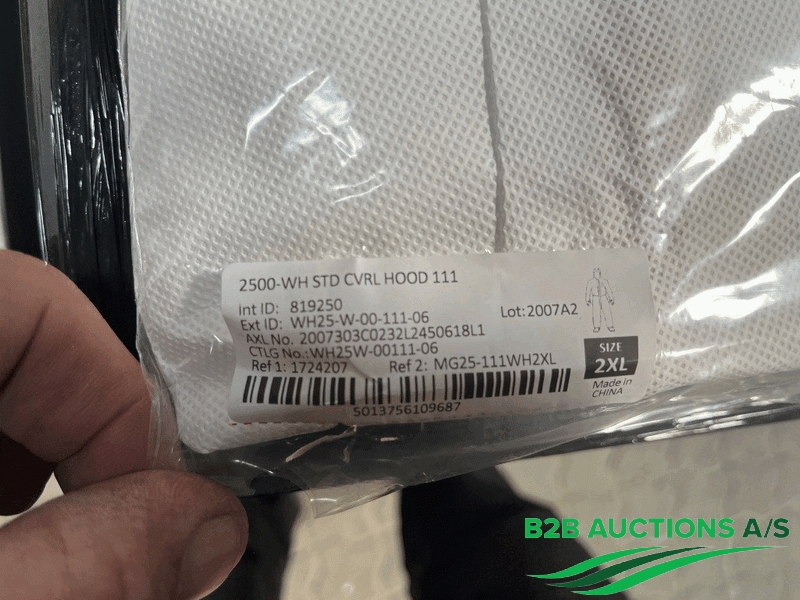 2500-WH STD CVRL HOOD 111
Int ID: 819250
Ext ID: WH25-W-00-111-06
Lot:2007A2
AXL No. 2007303C0232L2450618L1
CTLG No.:WH25W-00111-06
Ref 1: 1724207 Ref 2: MG25-111WH2XL
SIZE
2XL
Made in
CHINA
5013756109687
B2B AUCTIONS A/S